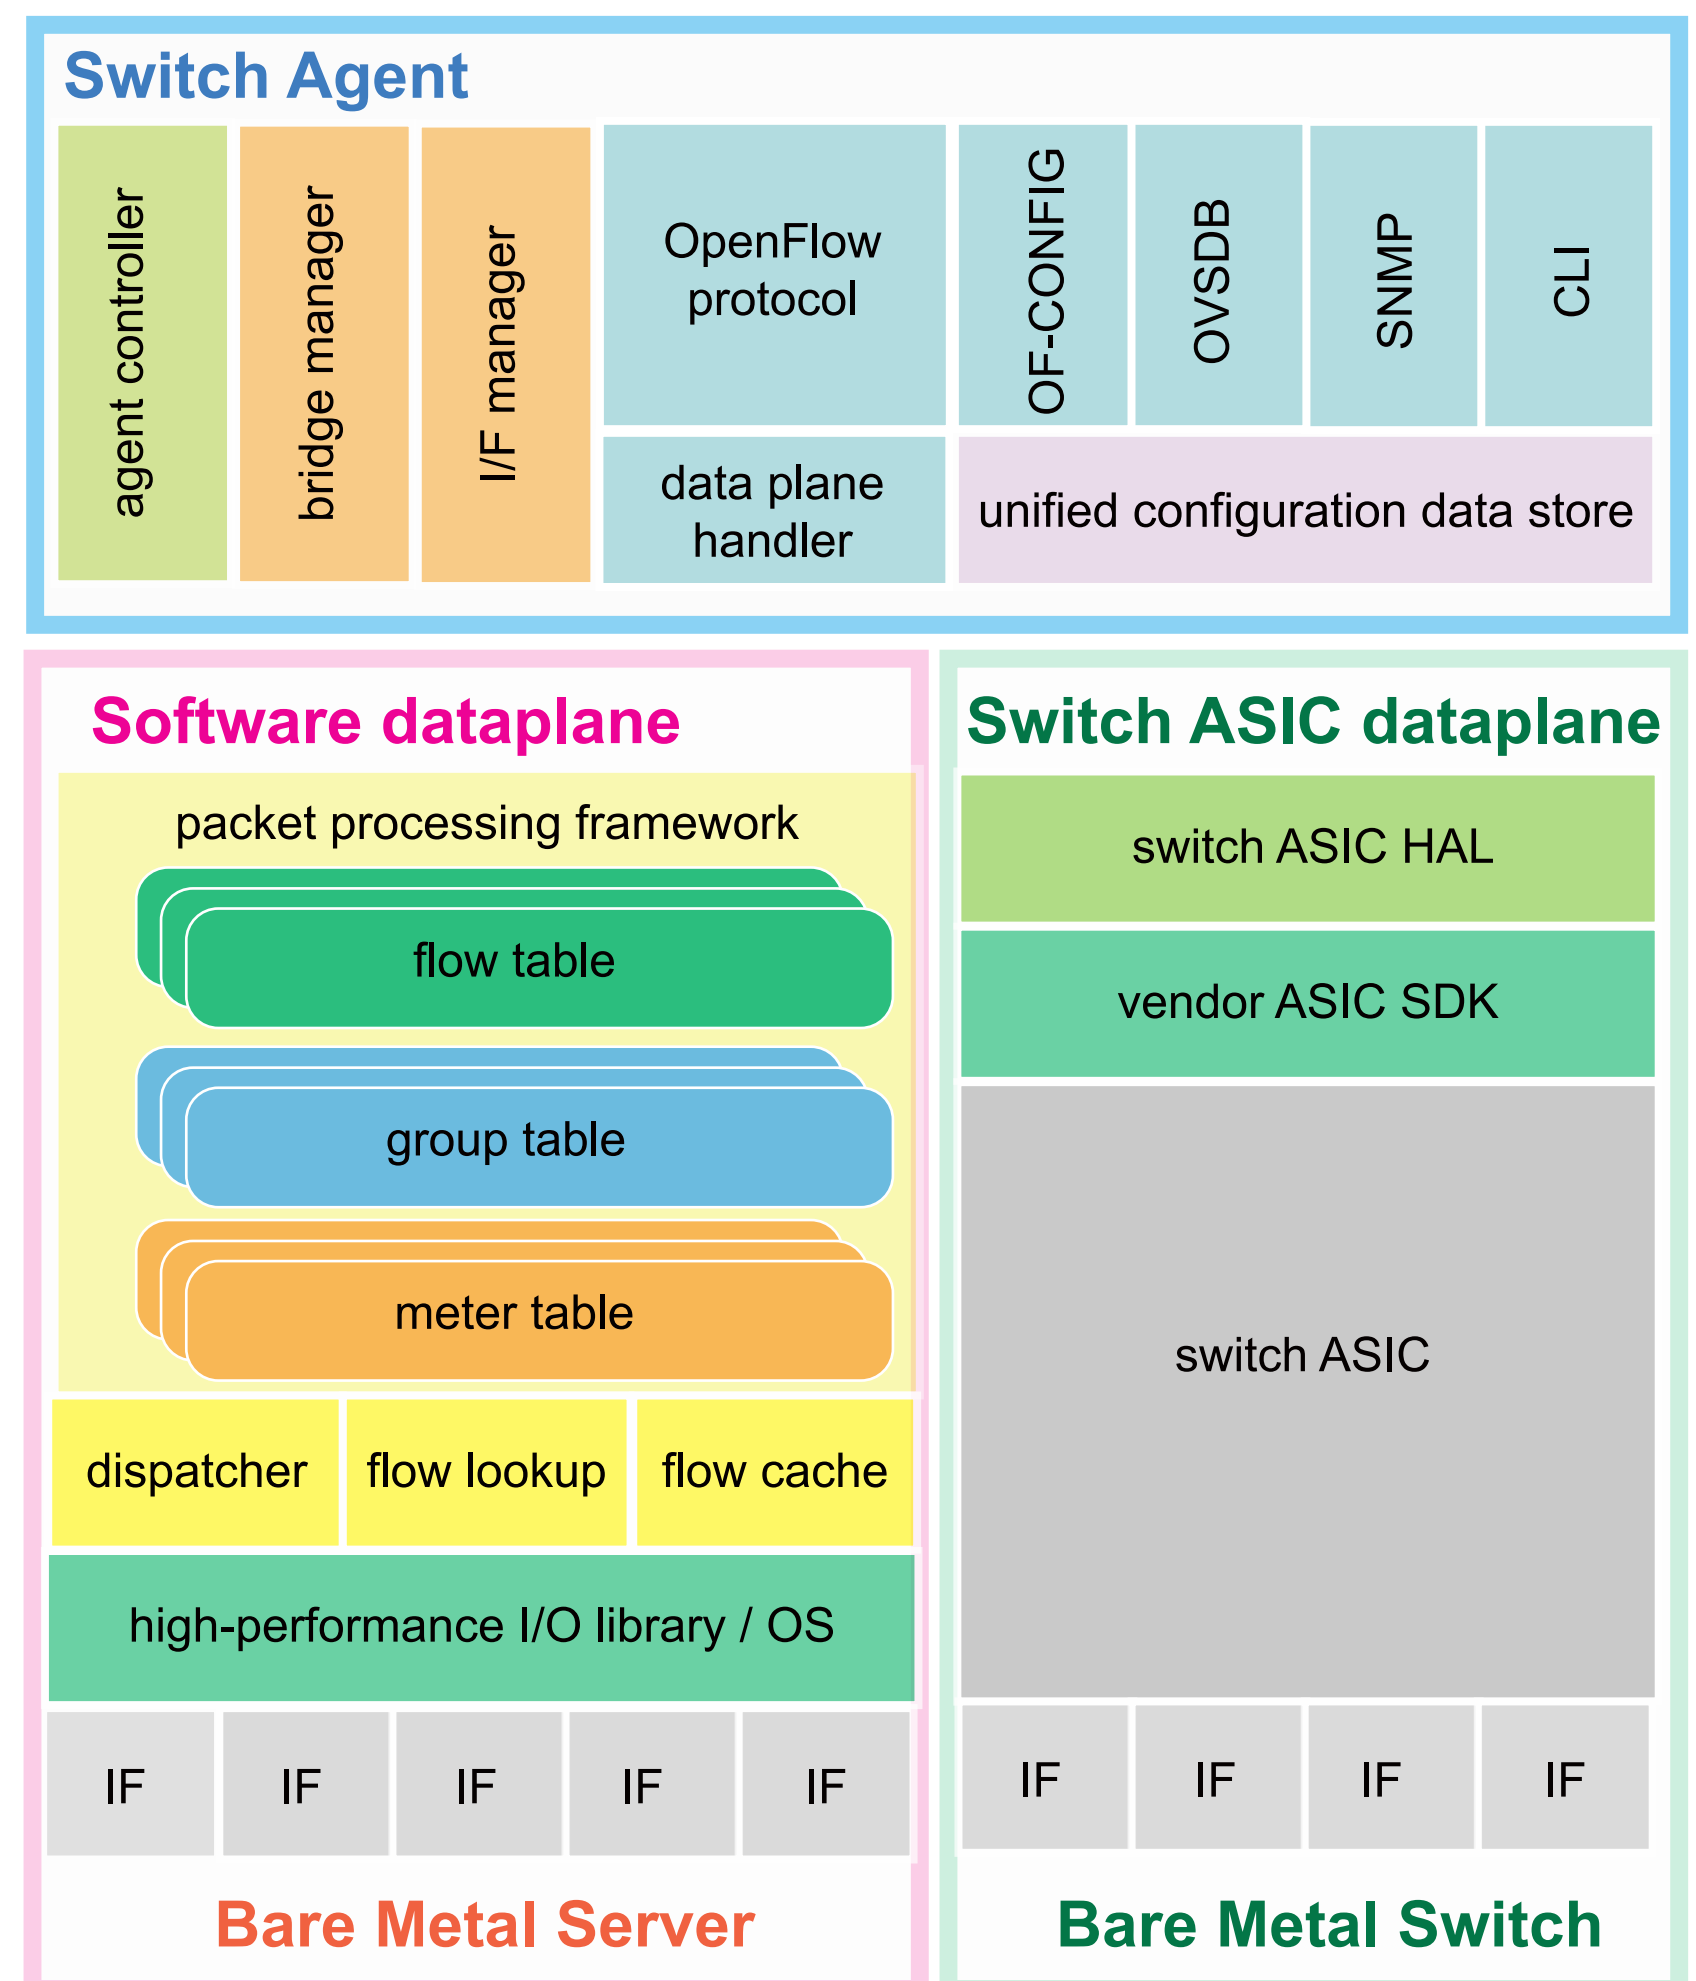 Switch Agent
agent controller
bridge manager
I/F manager
OpenFlow
protocol
data plane
handler
OF-CONFIG
OVSDB
SNMP
CLI
unified configuration data store
Software dataplane
packet processing framework
flow table
group table
meter table
dispatcher
flow lookup
flow cache
high-performance I/O library / OS
IF
IF
IF
IF
IF
Bare Metal Server
Switch ASIC dataplane
switch ASIC HAL
vendor ASIC SDK
switch ASIC
IF
IF
IF
IF
Bare Metal Switch